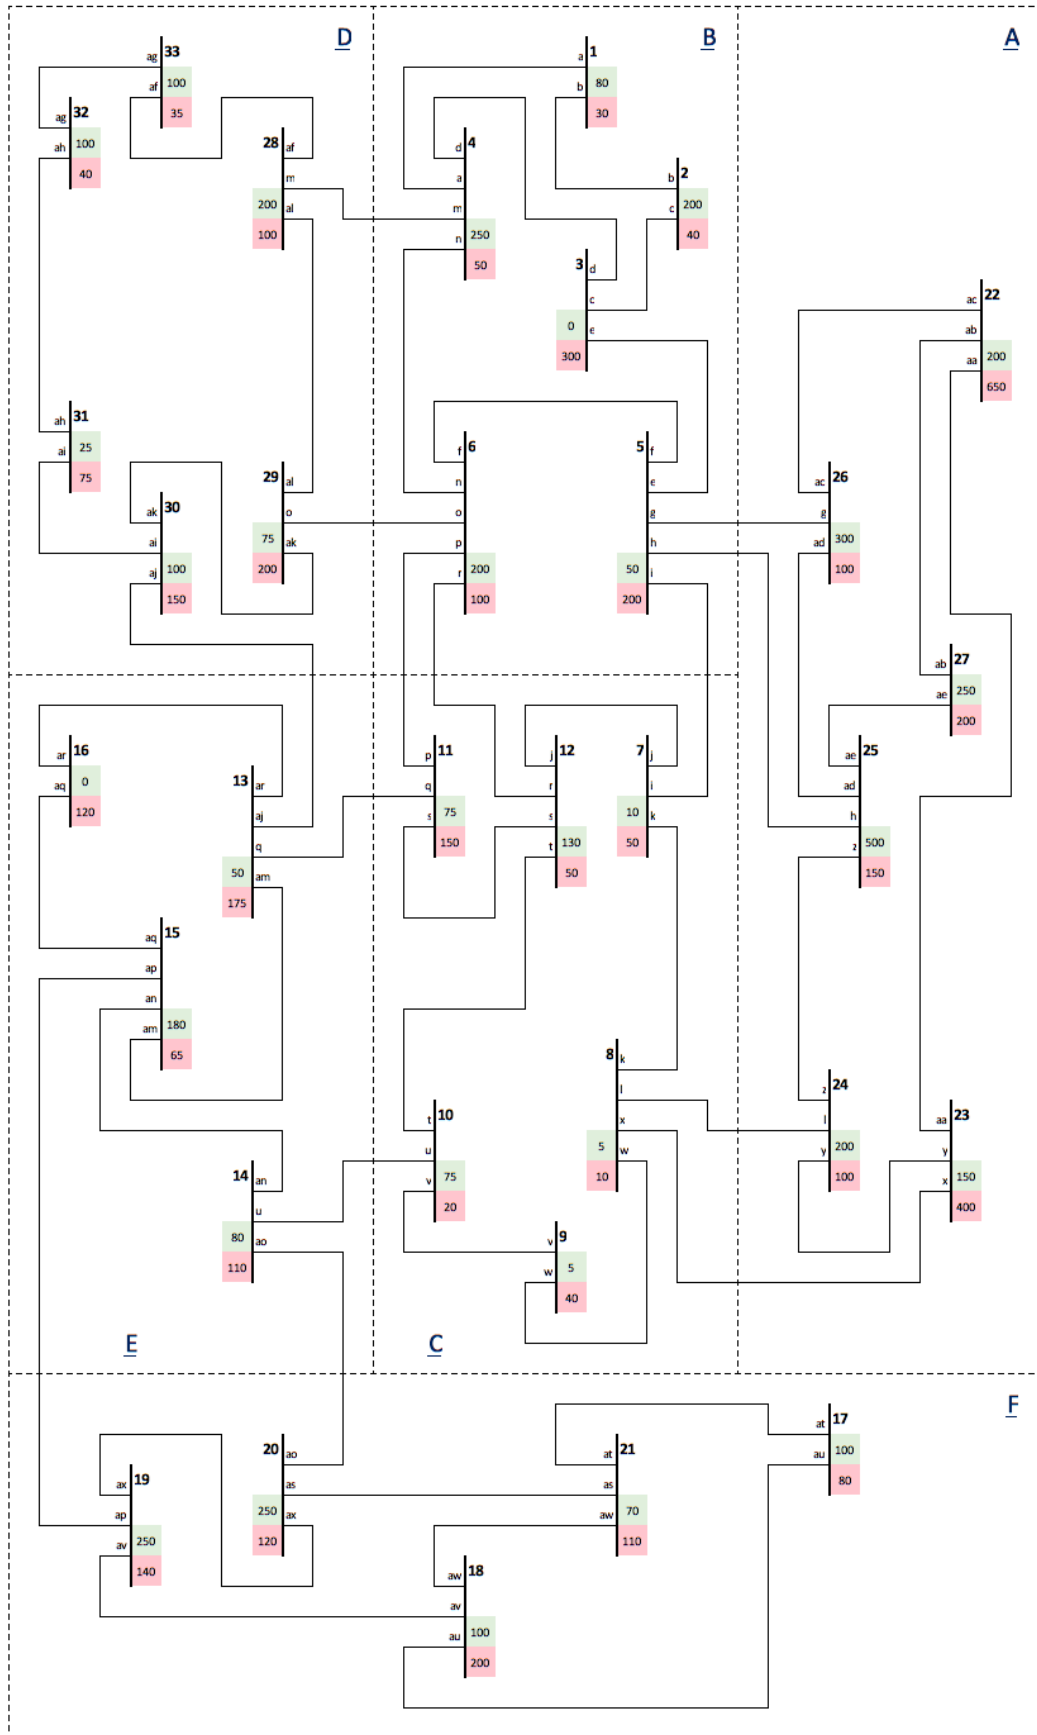 D
B
A
33
ag
100
af
35
32
ag
100
ah
40
28
af
m
200
al
100
1
a
80
b
30
4
d
a
m
250
n
50
2
b
200
c
40
3
d
c
0
e
300
22
ac
ab
200
aa
650
31
ah
25
ai
75
30
ak
ai
100
aj
150
29
al
o
75
ak
200
6
f
n
o
p
200
r
100
5
f
e
g
h
50
i
200
26
ac
g
300
ad
100
27
ab
250
ae
200
16
ar
0
aq
120
13
ar
aj
q
50
am
175
11
p
q
75
s
150
12
j
r
s
130
t
50
7
j
i
10
k
50
25
ae
ad
h
500
z
150
15
aq
ap
an
180
am
65
8
k
l
x
5
w
10
24
z
l
200
y
100
23
aa
y
150
x
400
14
an
u
80
ao
110
10
t
u
75
v
20
9
v
5
w
40
E
C
F
17
at
100
au
80
19
ax
ap
250
av
140
20
ao
as
250
ax
120
21
at
as
70
aw
110
18
aw
av
100
au
200